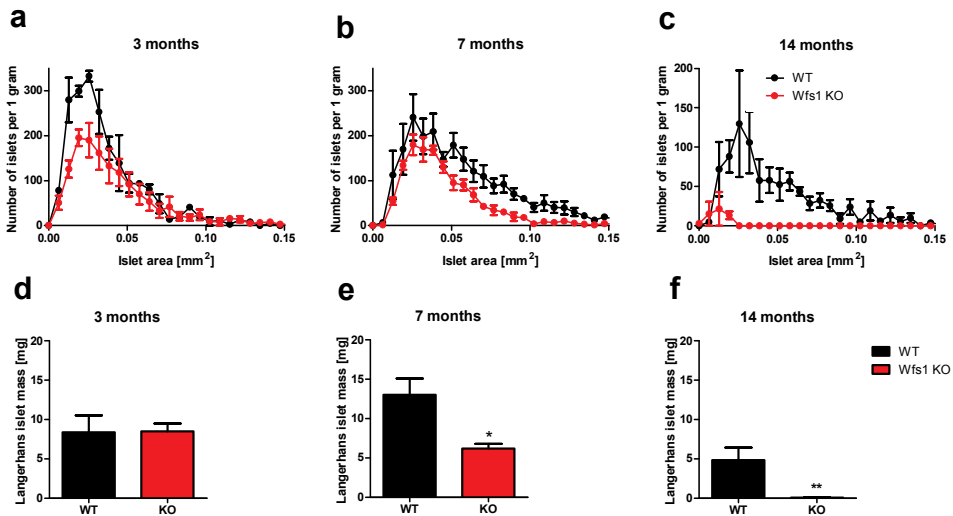 a
3 months
Number of islets per 1 gram
300
200
100
0
0.00
0.05
0.10
0.15
Islet area [mm²]
b
7 months
Number of islets per 1 gram
300
200
100
0
0.00
0.05
0.10
0.15
Islet area [mm²]
c
14 months
Number of islets per 1 gram
200
150
100
50
0
0.00
0.05
0.10
0.15
Islet area [mm²]
WT
Wfs1 KO
d
3 months
Langerhans islet mass [mg]
20
15
10
5
0
WT
KO
e
7 months
Langerhans islet mass [mg]
20
15
10
5
0
*
WT
KO
f
14 months
Langerhans islet mass [mg]
20
15
10
5
0
**
WT
KO
WT
Wfs1 KO